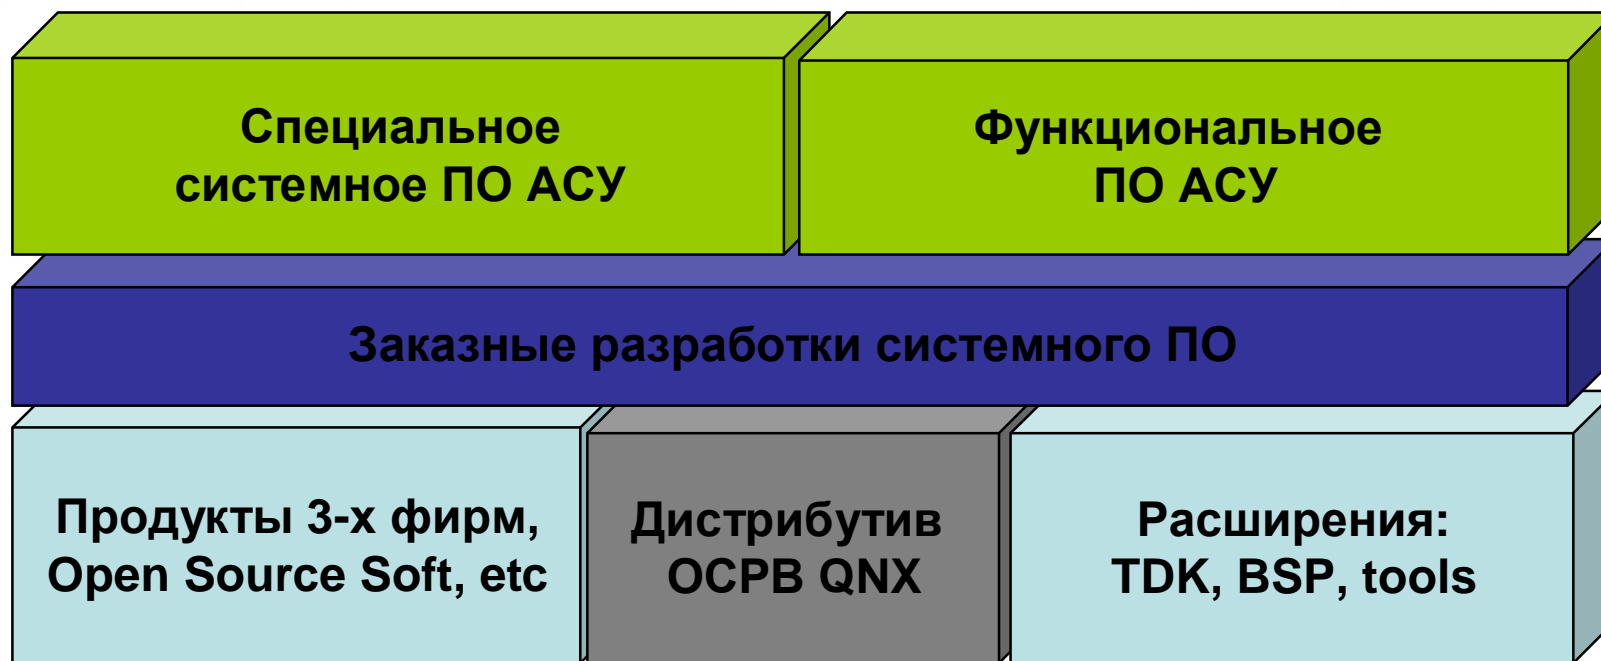 Специальное
системное ПО АСУ
Функциональное
ПО АСУ
Заказные разработки системного ПО
Продукты 3-х фирм,
Open Source Soft, etc
Дистрибутив
ОСРВ QNX
Расширения:
TDK, BSP, tools